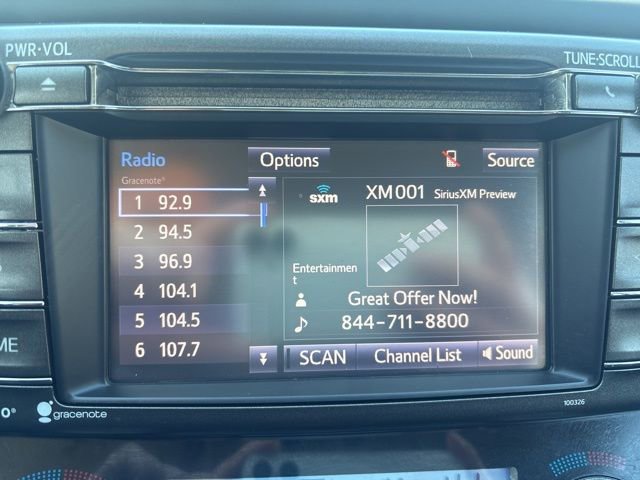 PWR·VOL
TUNE·SCROLL
Radio
Options
Source
Gracenote®
1 92.9
2 94.5
3 96.9
4 104.1
5 104.5
6 107.7
sxm
XM001 SiriusXM Preview
Entertainmen
t
Great Offer Now!
844-711-8800
SCAN
Channel List
Sound
ME
O®
gracenote
100326